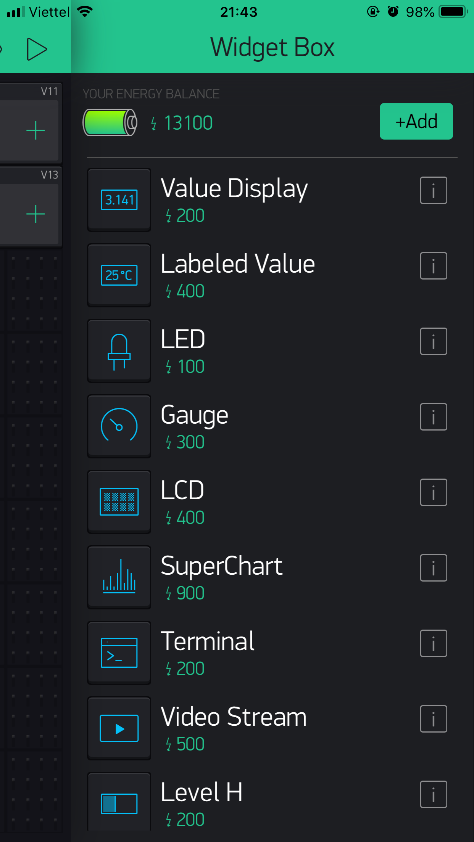 Viettel 21:43 98%
Widget Box
V11
YOUR ENERGY BALANCE
13100
+Add
V13
3.141
Value Display
i
200
25°C
Labeled Value
i
400
LED
i
100
Gauge
i
300
LCD
i
400
SuperChart
i
900
>_
Terminal
i
200
Video Stream
i
500
Level H
i
200